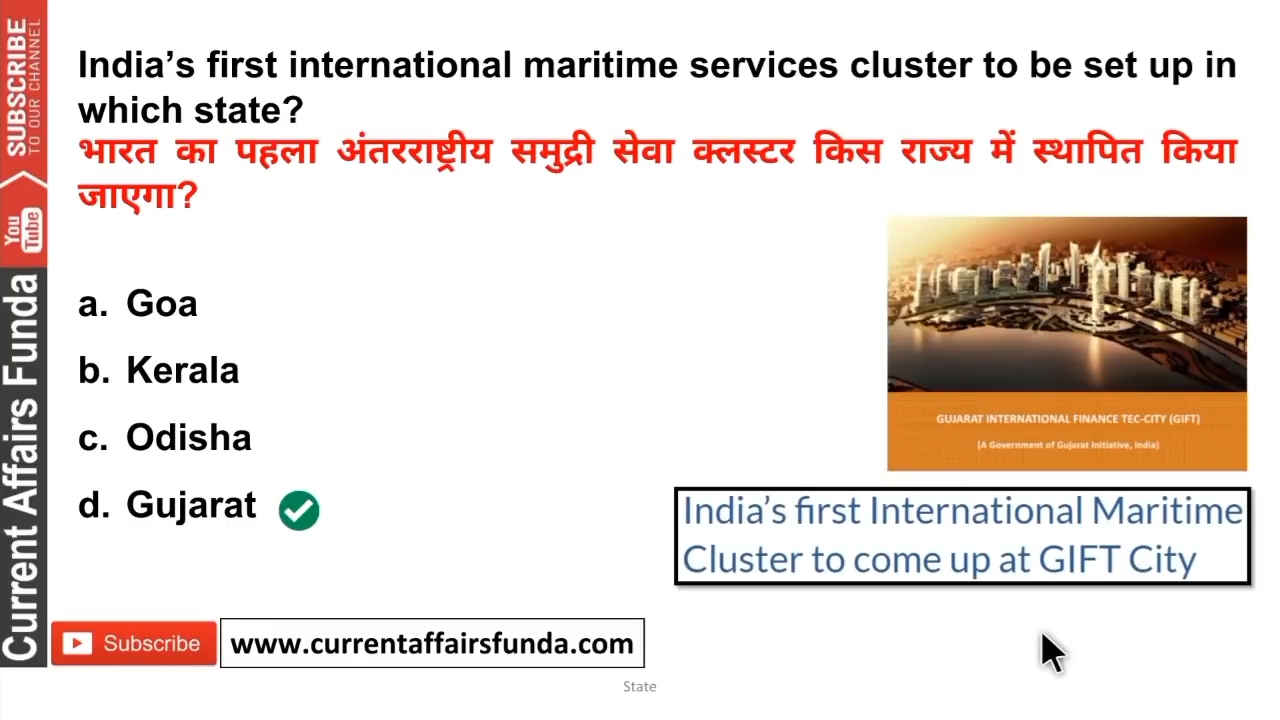 India’s first international maritime services cluster to be set up in
which state?
भारत का पहला अंतरराष्ट्रीय समुद्री सेवा क्लस्टर किस राज्य में स्थापित किया
जाएगा?
a. Goa
b. Kerala
c. Odisha
d. Gujarat
GUJARAT INTERNATIONAL FINANCE TEC-CITY (GIFT)
(A Government of Gujarat Initiative, India)
India’s first International Maritime
Cluster to come up at GIFT City
SUBSCRIBE
TO OUR CHANNEL
You
Tube
Current Affairs Funda
Subscribe
www.currentaffairsfunda.com
State